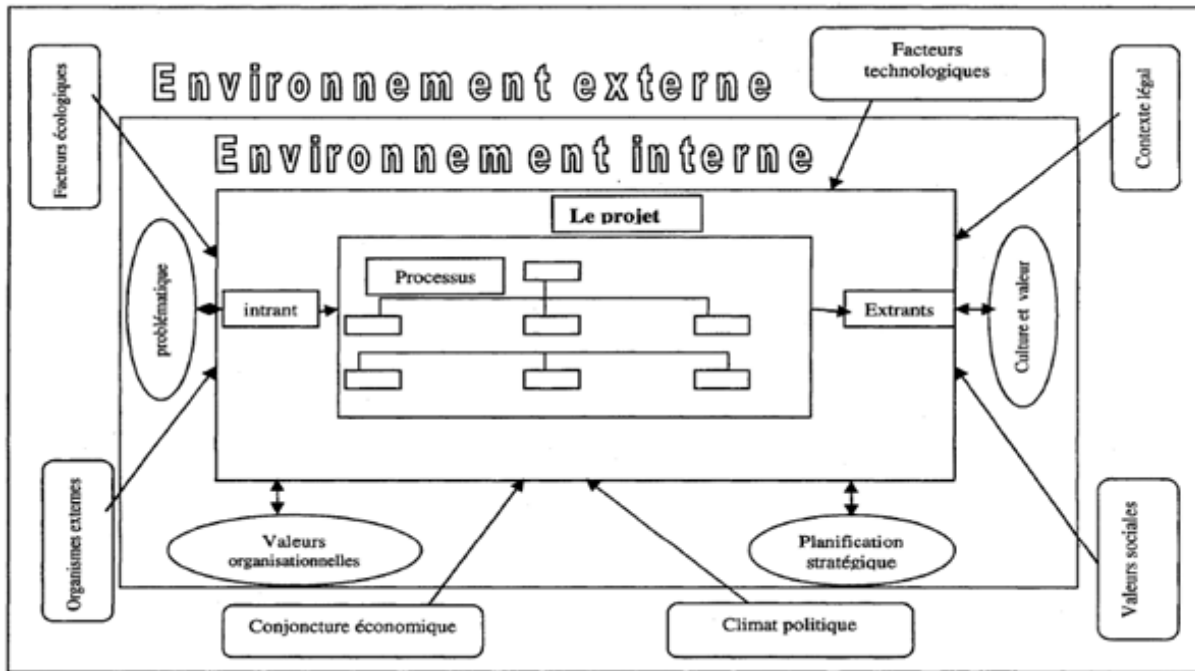 Facteurs
technologiques
Facteurs écologiques
Environnement externe
Contexte légal
Environnement interne
Le projet
Processus
problématique
intrant
Extrants
Culture et valeur
Organismes externes
Valeurs
organisationnelles
Planification
stratégique
Valeurs sociales
Conjoncture économique
Climat politique